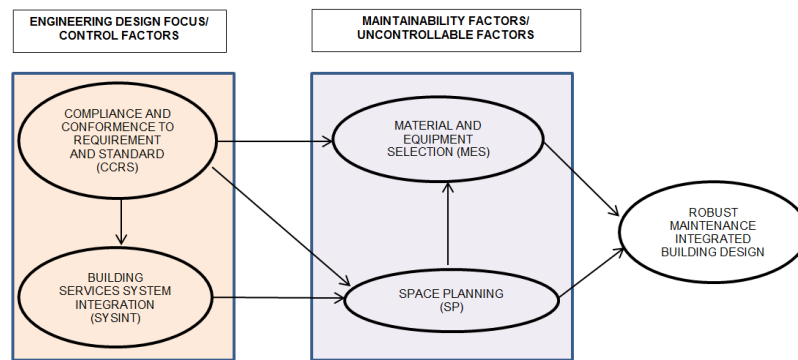 ENGINEERING DESIGN FOCUS/
CONTROL FACTORS
MAINTAINABILITY FACTORS/
UNCONTROLLABLE FACTORS
COMPLIANCE AND
CONFORMENCE TO
REQUIREMENT
AND STANDARD
(CCRS)
MATERIAL AND
EQUIPMENT
SELECTION (MES)
ROBUST
MAINTENANCE
INTEGRATED
BUILDING DESIGN
BUILDING
SERVICES SYSTEM
INTEGRATION
(SYSINT)
SPACE PLANNING
(SP)